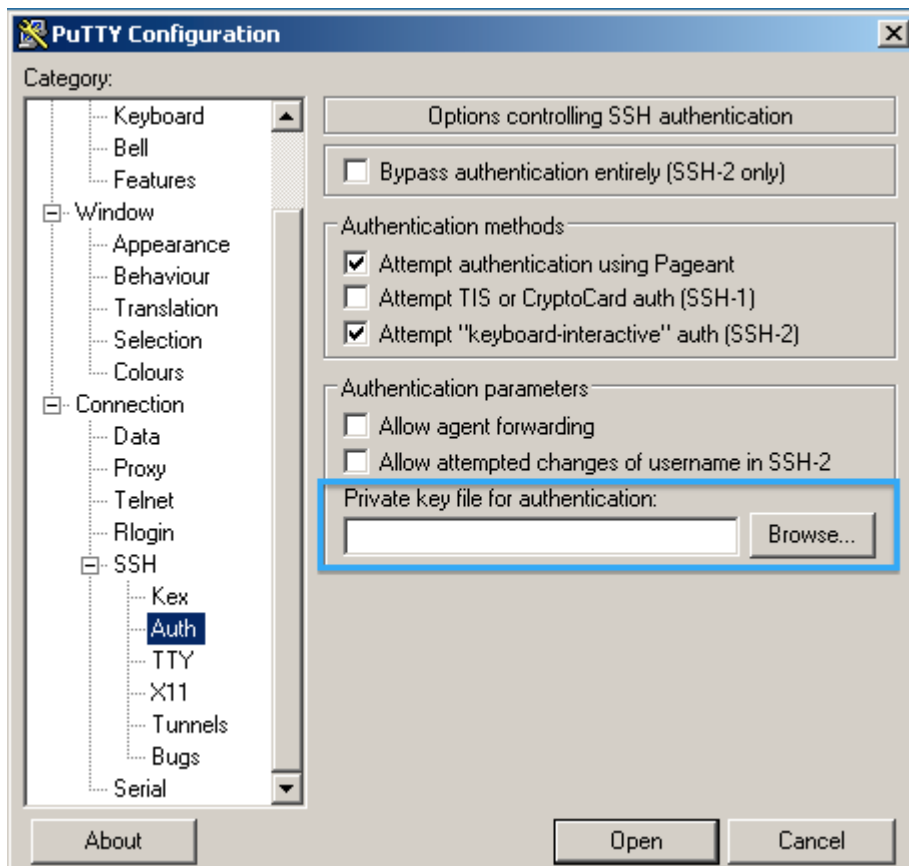 PuTTY Configuration
Category:
Keyboard
Bell
Features
Window
Appearance
Behaviour
Translation
Selection
Colours
Connection
Data
Proxy
Telnet
Rlogin
SSH
Kex
Auth
TTY
X11
Tunnels
Bugs
Serial
Options controlling SSH authentication
Bypass authentication entirely (SSH-2 only)
Authentication methods
Attempt authentication using Pageant
Attempt TIS or CryptoCard auth (SSH-1)
Attempt "keyboard-interactive" auth (SSH-2)
Authentication parameters
Allow agent forwarding
Allow attempted changes of username in SSH-2
Private key file for authentication:
Browse...
About
Open
Cancel